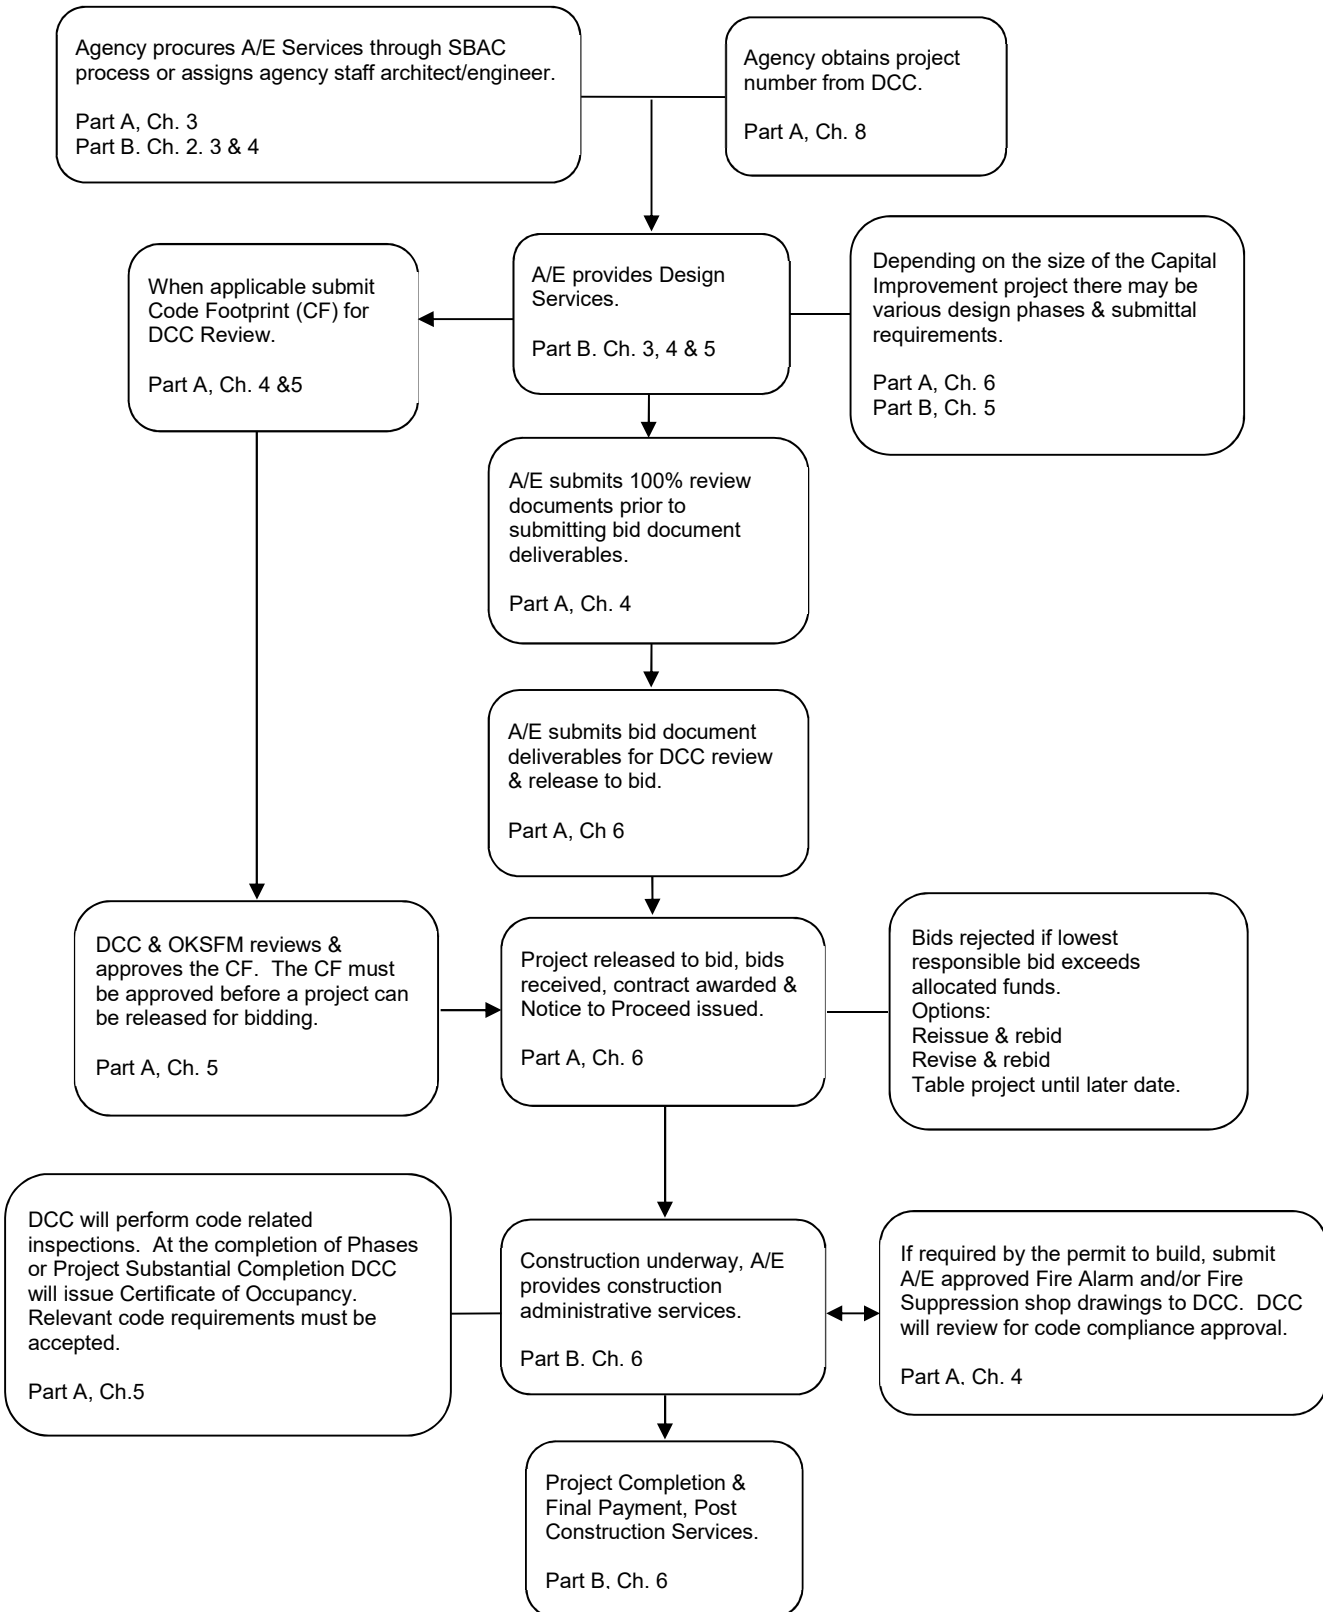 Agency procures A/E Services through SBAC
process or assigns agency staff architect/engineer.
Part A, Ch. 3
Part B. Ch. 2. 3 & 4
Agency obtains project
number from DCC.
Part A, Ch. 8
When applicable submit
Code Footprint (CF) for
DCC Review.
Part A, Ch. 4 &5
A/E provides Design
Services.
Part B. Ch. 3, 4 & 5
Depending on the size of the Capital
Improvement project there may be
various design phases & submittal
requirements.
Part A, Ch. 6
Part B, Ch. 5
A/E submits 100% review
documents prior to
submitting bid document
deliverables.
Part A, Ch. 4
A/E submits bid document
deliverables for DCC review
& release to bid.
Part A, Ch 6
DCC & OKSFM reviews &
approves the CF.  The CF must
be approved before a project can
be released for bidding.
Part A, Ch. 5
Project released to bid, bids
received, contract awarded &
Notice to Proceed issued.
Part A, Ch. 6
Bids rejected if lowest
responsible bid exceeds
allocated funds.
Options:
Reissue & rebid
Revise & rebid
Table project until later date.
DCC will perform code related
inspections.  At the completion of Phases
or Project Substantial Completion DCC
will issue Certificate of Occupancy.
Relevant code requirements must be
accepted.
Part A, Ch.5
Construction underway, A/E
provides construction
administrative services.
Part B. Ch. 6
If required by the permit to build, submit
A/E approved Fire Alarm and/or Fire
Suppression shop drawings to DCC.  DCC
will review for code compliance approval.
Part A, Ch. 4
Project Completion &
Final Payment, Post
Construction Services.
Part B, Ch. 6